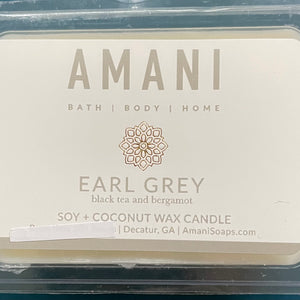 AMANI
BATH | BODY | HOME
EARL GREY
black tea and bergamot
SOY + COCONUT WAX CANDLE
| Decatur, GA | AmaniSoaps.com